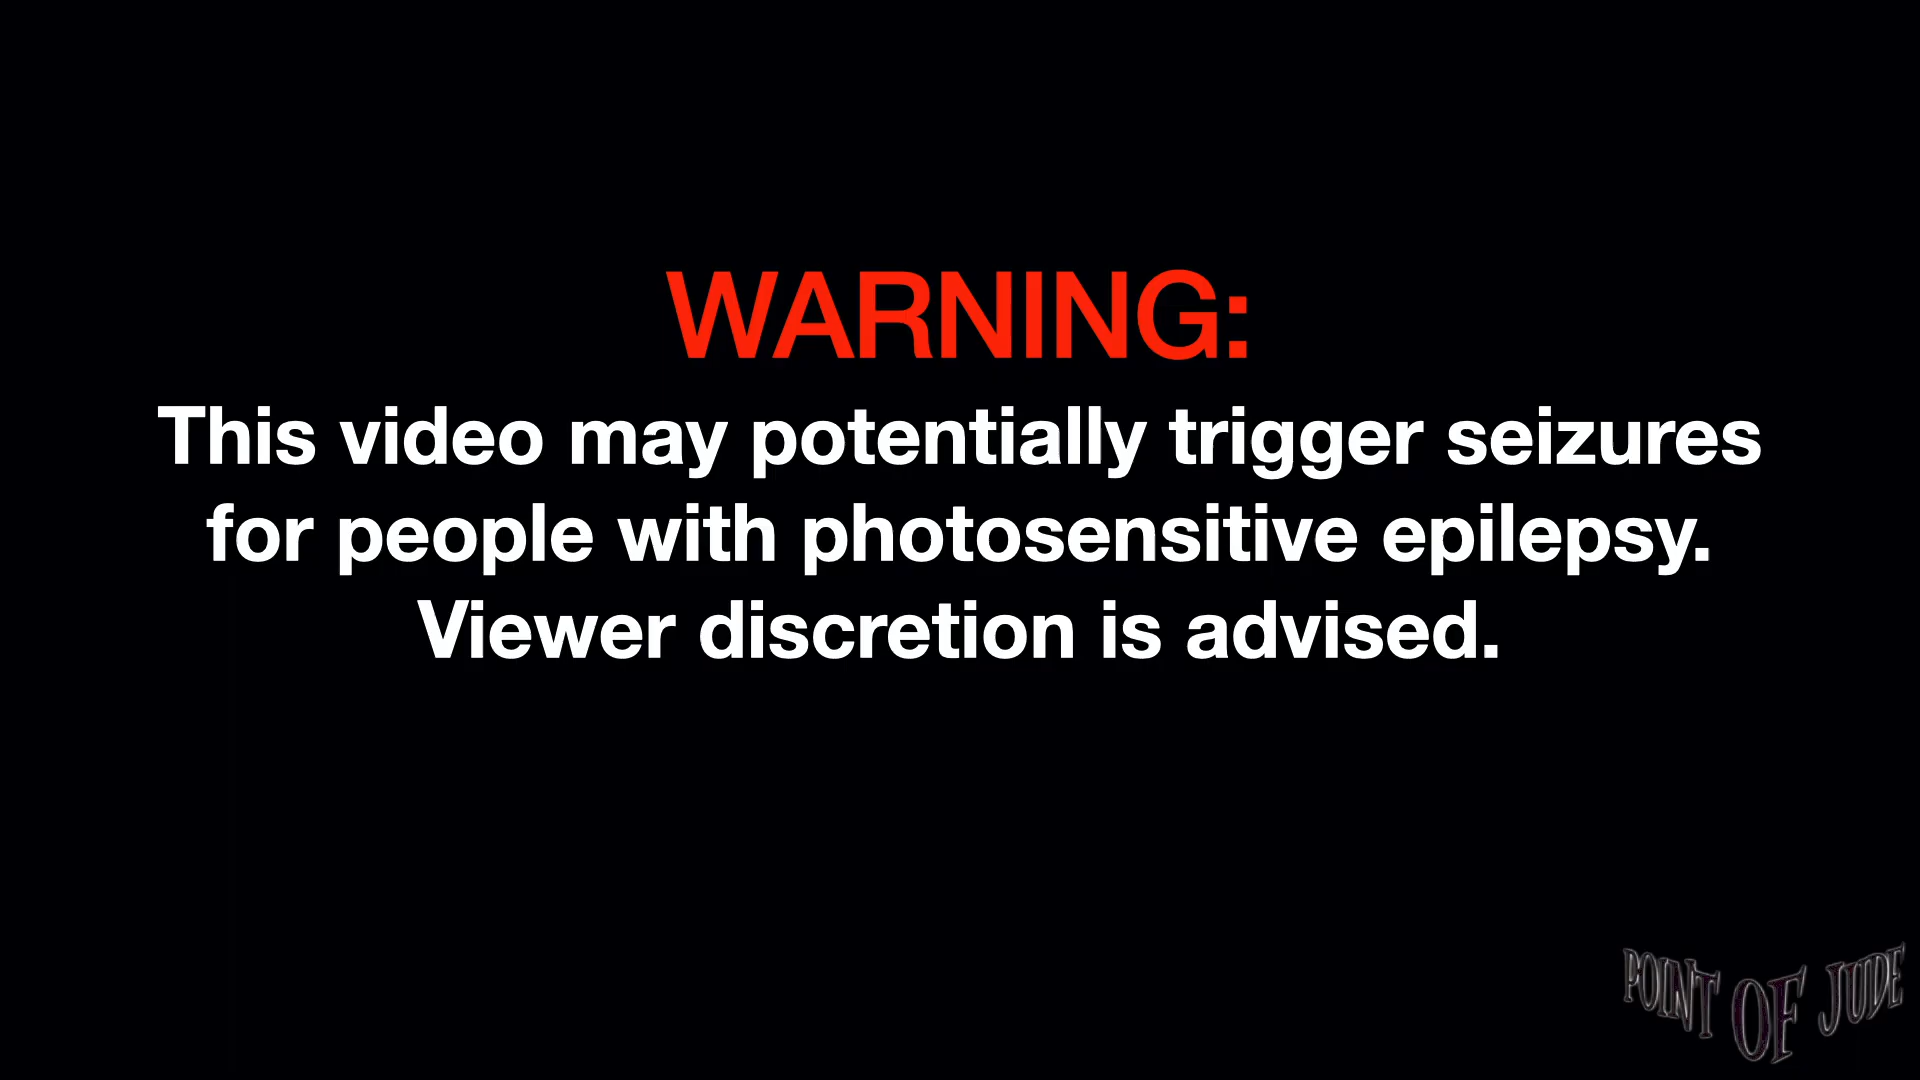 WARNING:
This video may potentially trigger seizures
for people with photosensitive epilepsy.
Viewer discretion is advised.
POINT OF JUDE